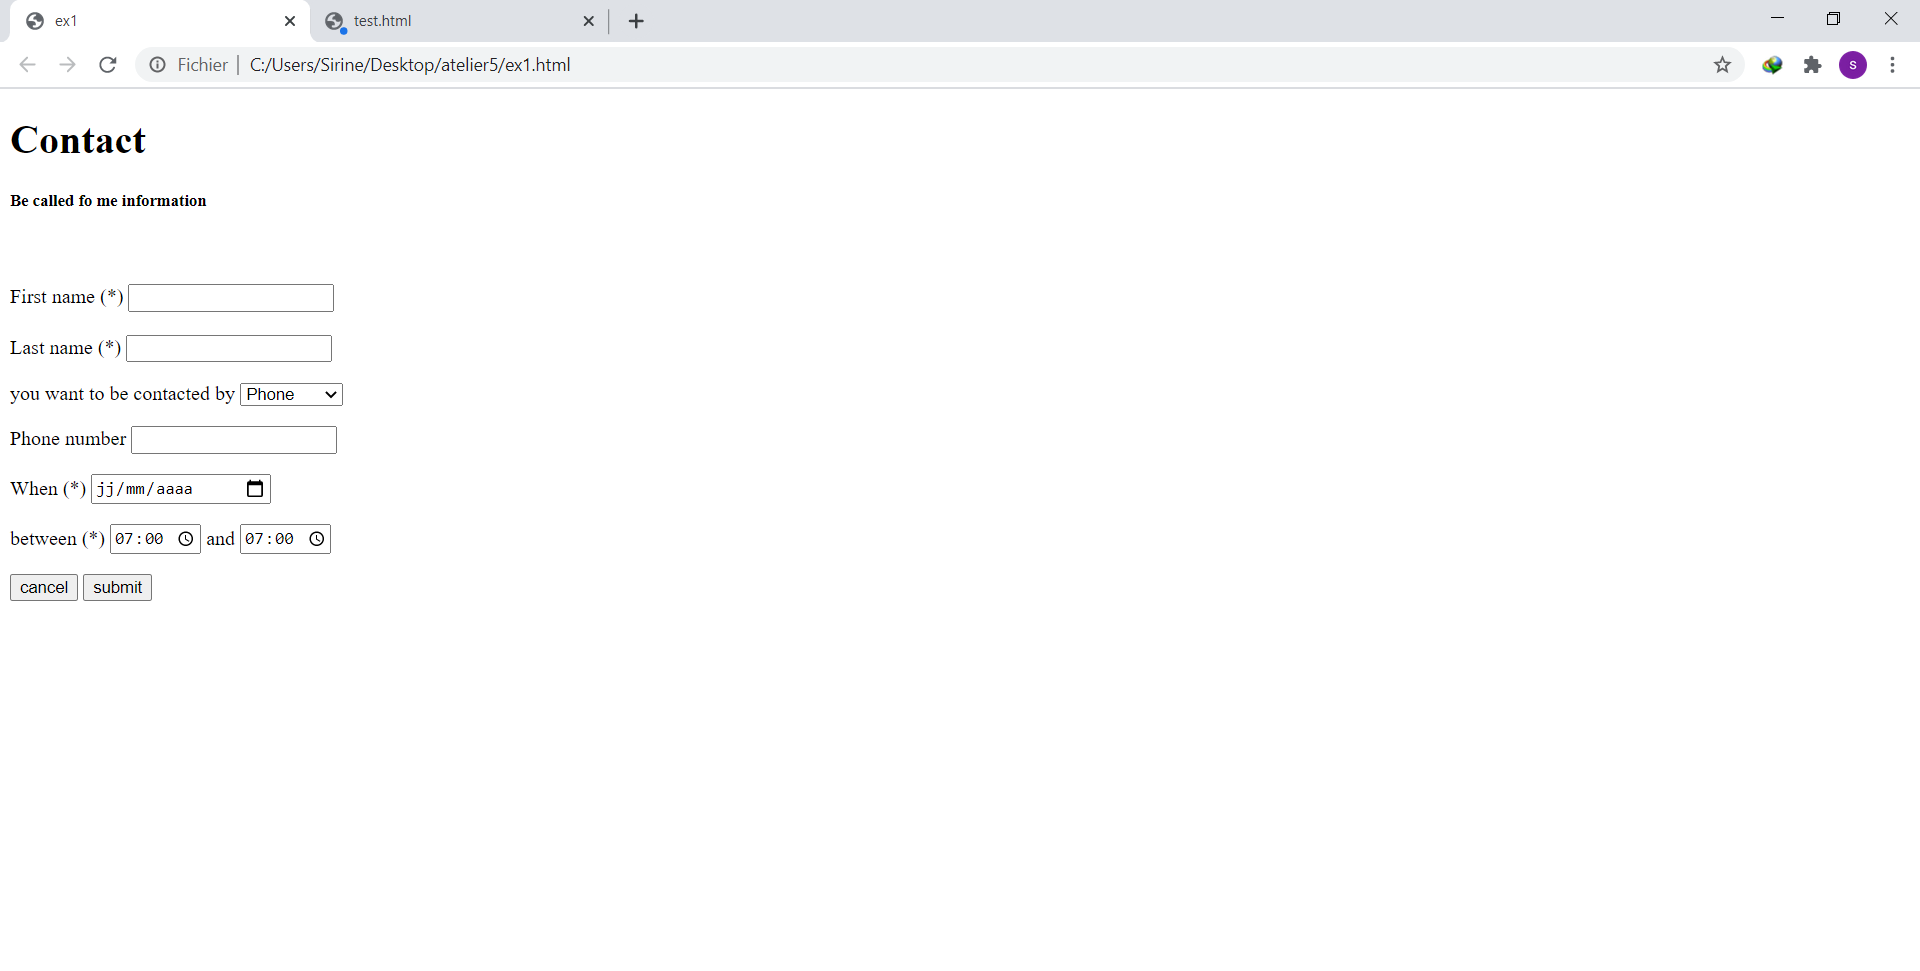 ex1
test.html
Fichier | C:/Users/Sirine/Desktop/atelier5/ex1.html
s
Contact
Be called fo me information
First name (*)
Last name (*)
you want to be contacted by Phone
Phone number
When (*) jj/mm/aaaa
between (*) 07:00 and 07:00
cancel submit